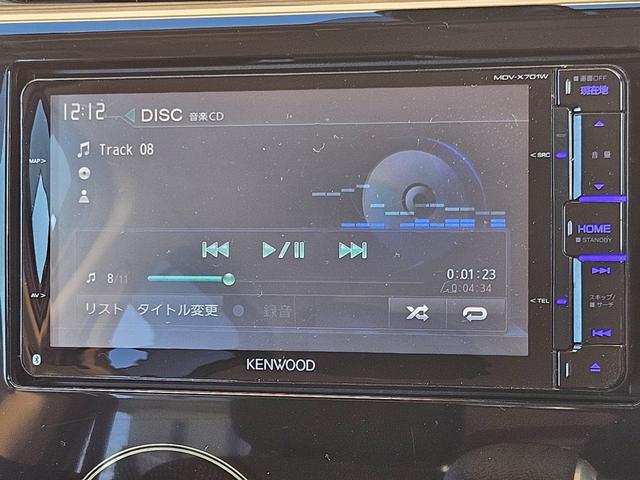 MDV-X701W
12:12 DISC 音楽CD
Track 08
8/11
0:01:23
0:04:34
リスト タイトル変更 録音
KENWOOD
MAP>
AV>
画面OFF
現在地
<SRC
音量
HOME
STANDBY
<TEL
スキップ/
サーチ